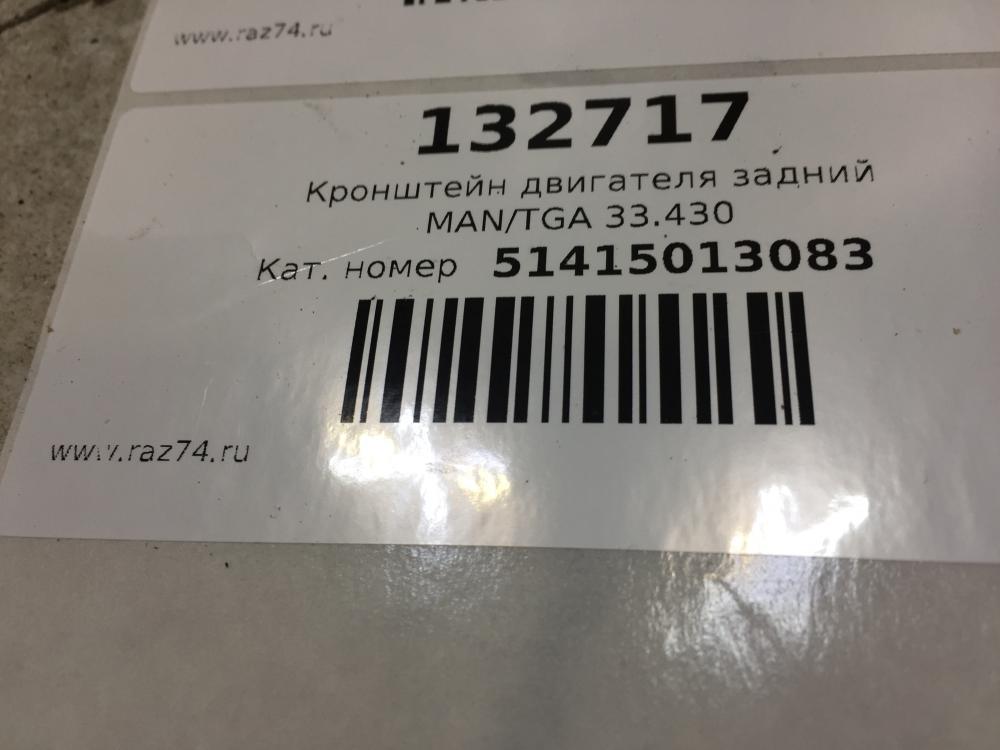 www.raz74.ru
132717
Кронштейн двигателя задний
MAN/TGA 33.430
Кат. номер 51415013083
www.raz74.ru